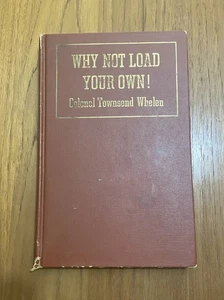 WHY NOT LOAD
YOUR OWN!
Colonel Townsend Whelen